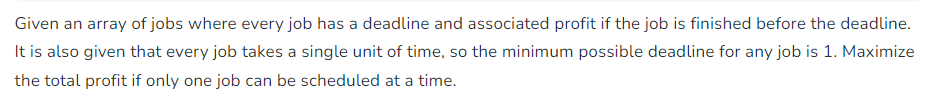 Given an array of jobs where every job has a deadline and associated profit if the job is finished before the deadline.
It is also given that every job takes a single unit of time, so the minimum possible deadline for any job is 1. Maximize
the total profit if only one job can be scheduled at a time.